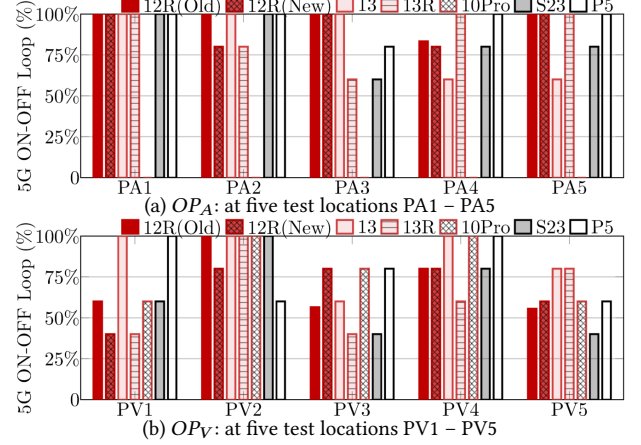 12R(Old) 12R(New) 13 13R 10Pro S23 P5
5G ON-OFF Loop (%)
100%
75%
50%
25%
0%
PA1 PA2 PA3 PA4 PA5
(a) OPA: at five test locations PA1 – PA5
12R(Old) 12R(New) 13 13R 10Pro S23 P5
5G ON-OFF Loop (%)
100%
75%
50%
25%
0%
PV1 PV2 PV3 PV4 PV5
(b) OPV: at five test locations PV1 – PV5